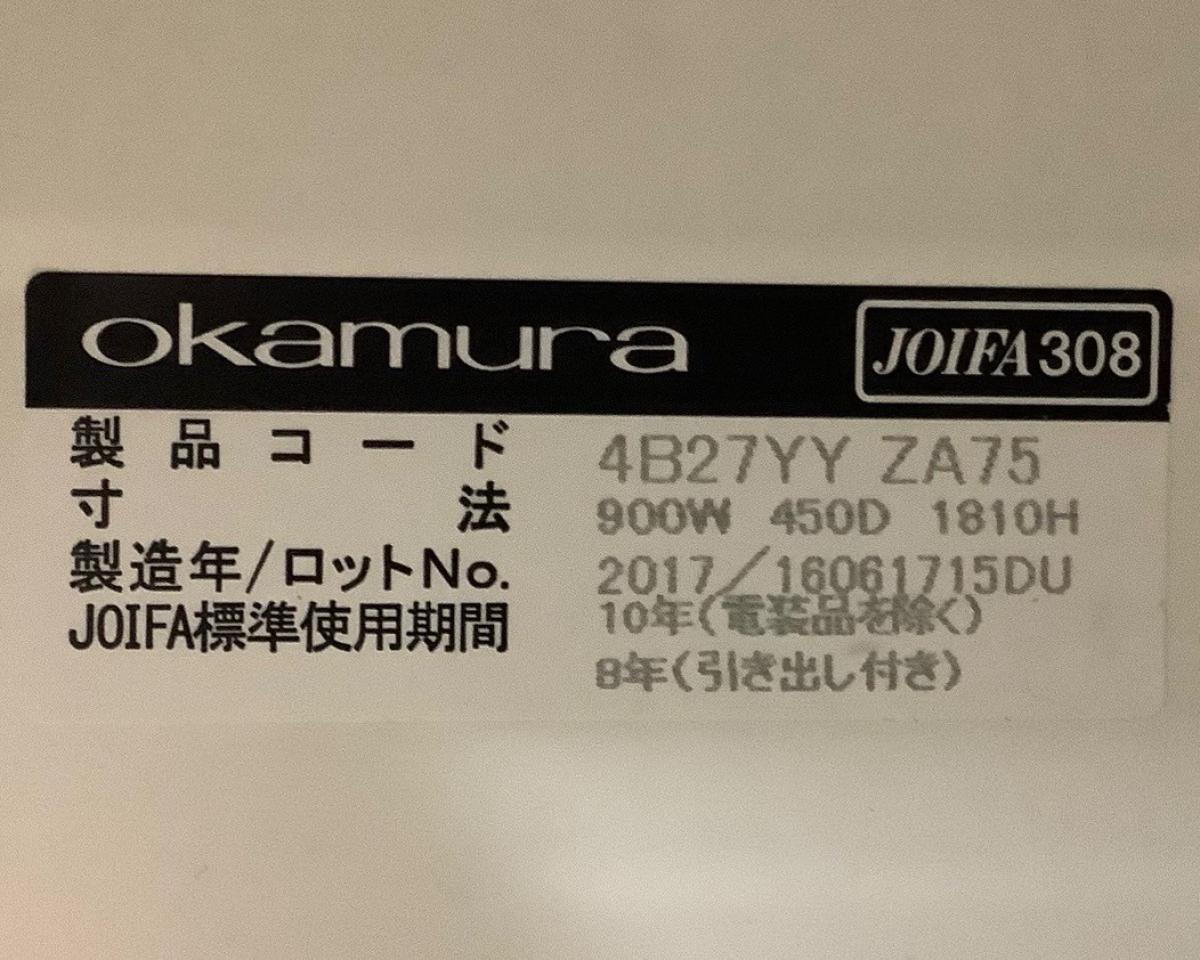 okamura JOIFA308
製品コード 4B27YY ZA75
寸法 900W 450D 1810H
製造年/ロットNo. 2017/16061715DU
JOIFA標準使用期間 10年(電装品を除く)
8年(引き出し付き)